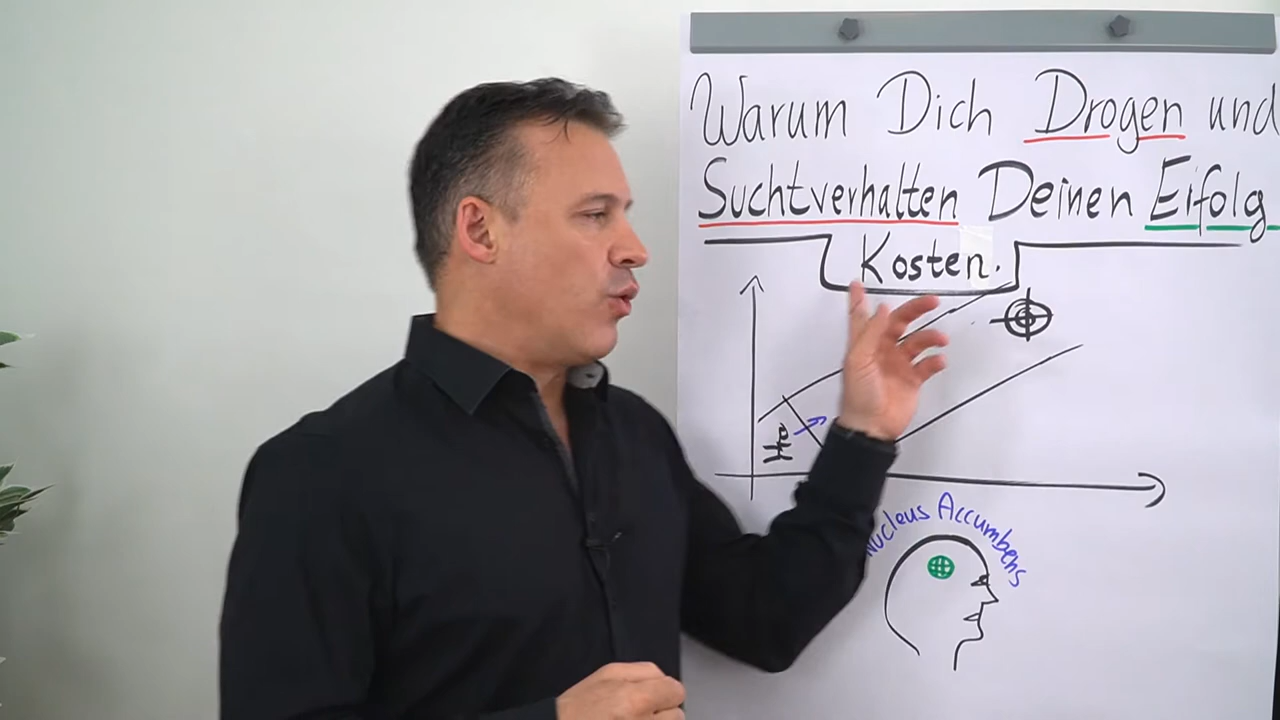 Warum Dich Drogen und
Suchtverhalten Deinen Erfolg
Kosten.
Nucleus Accumbens